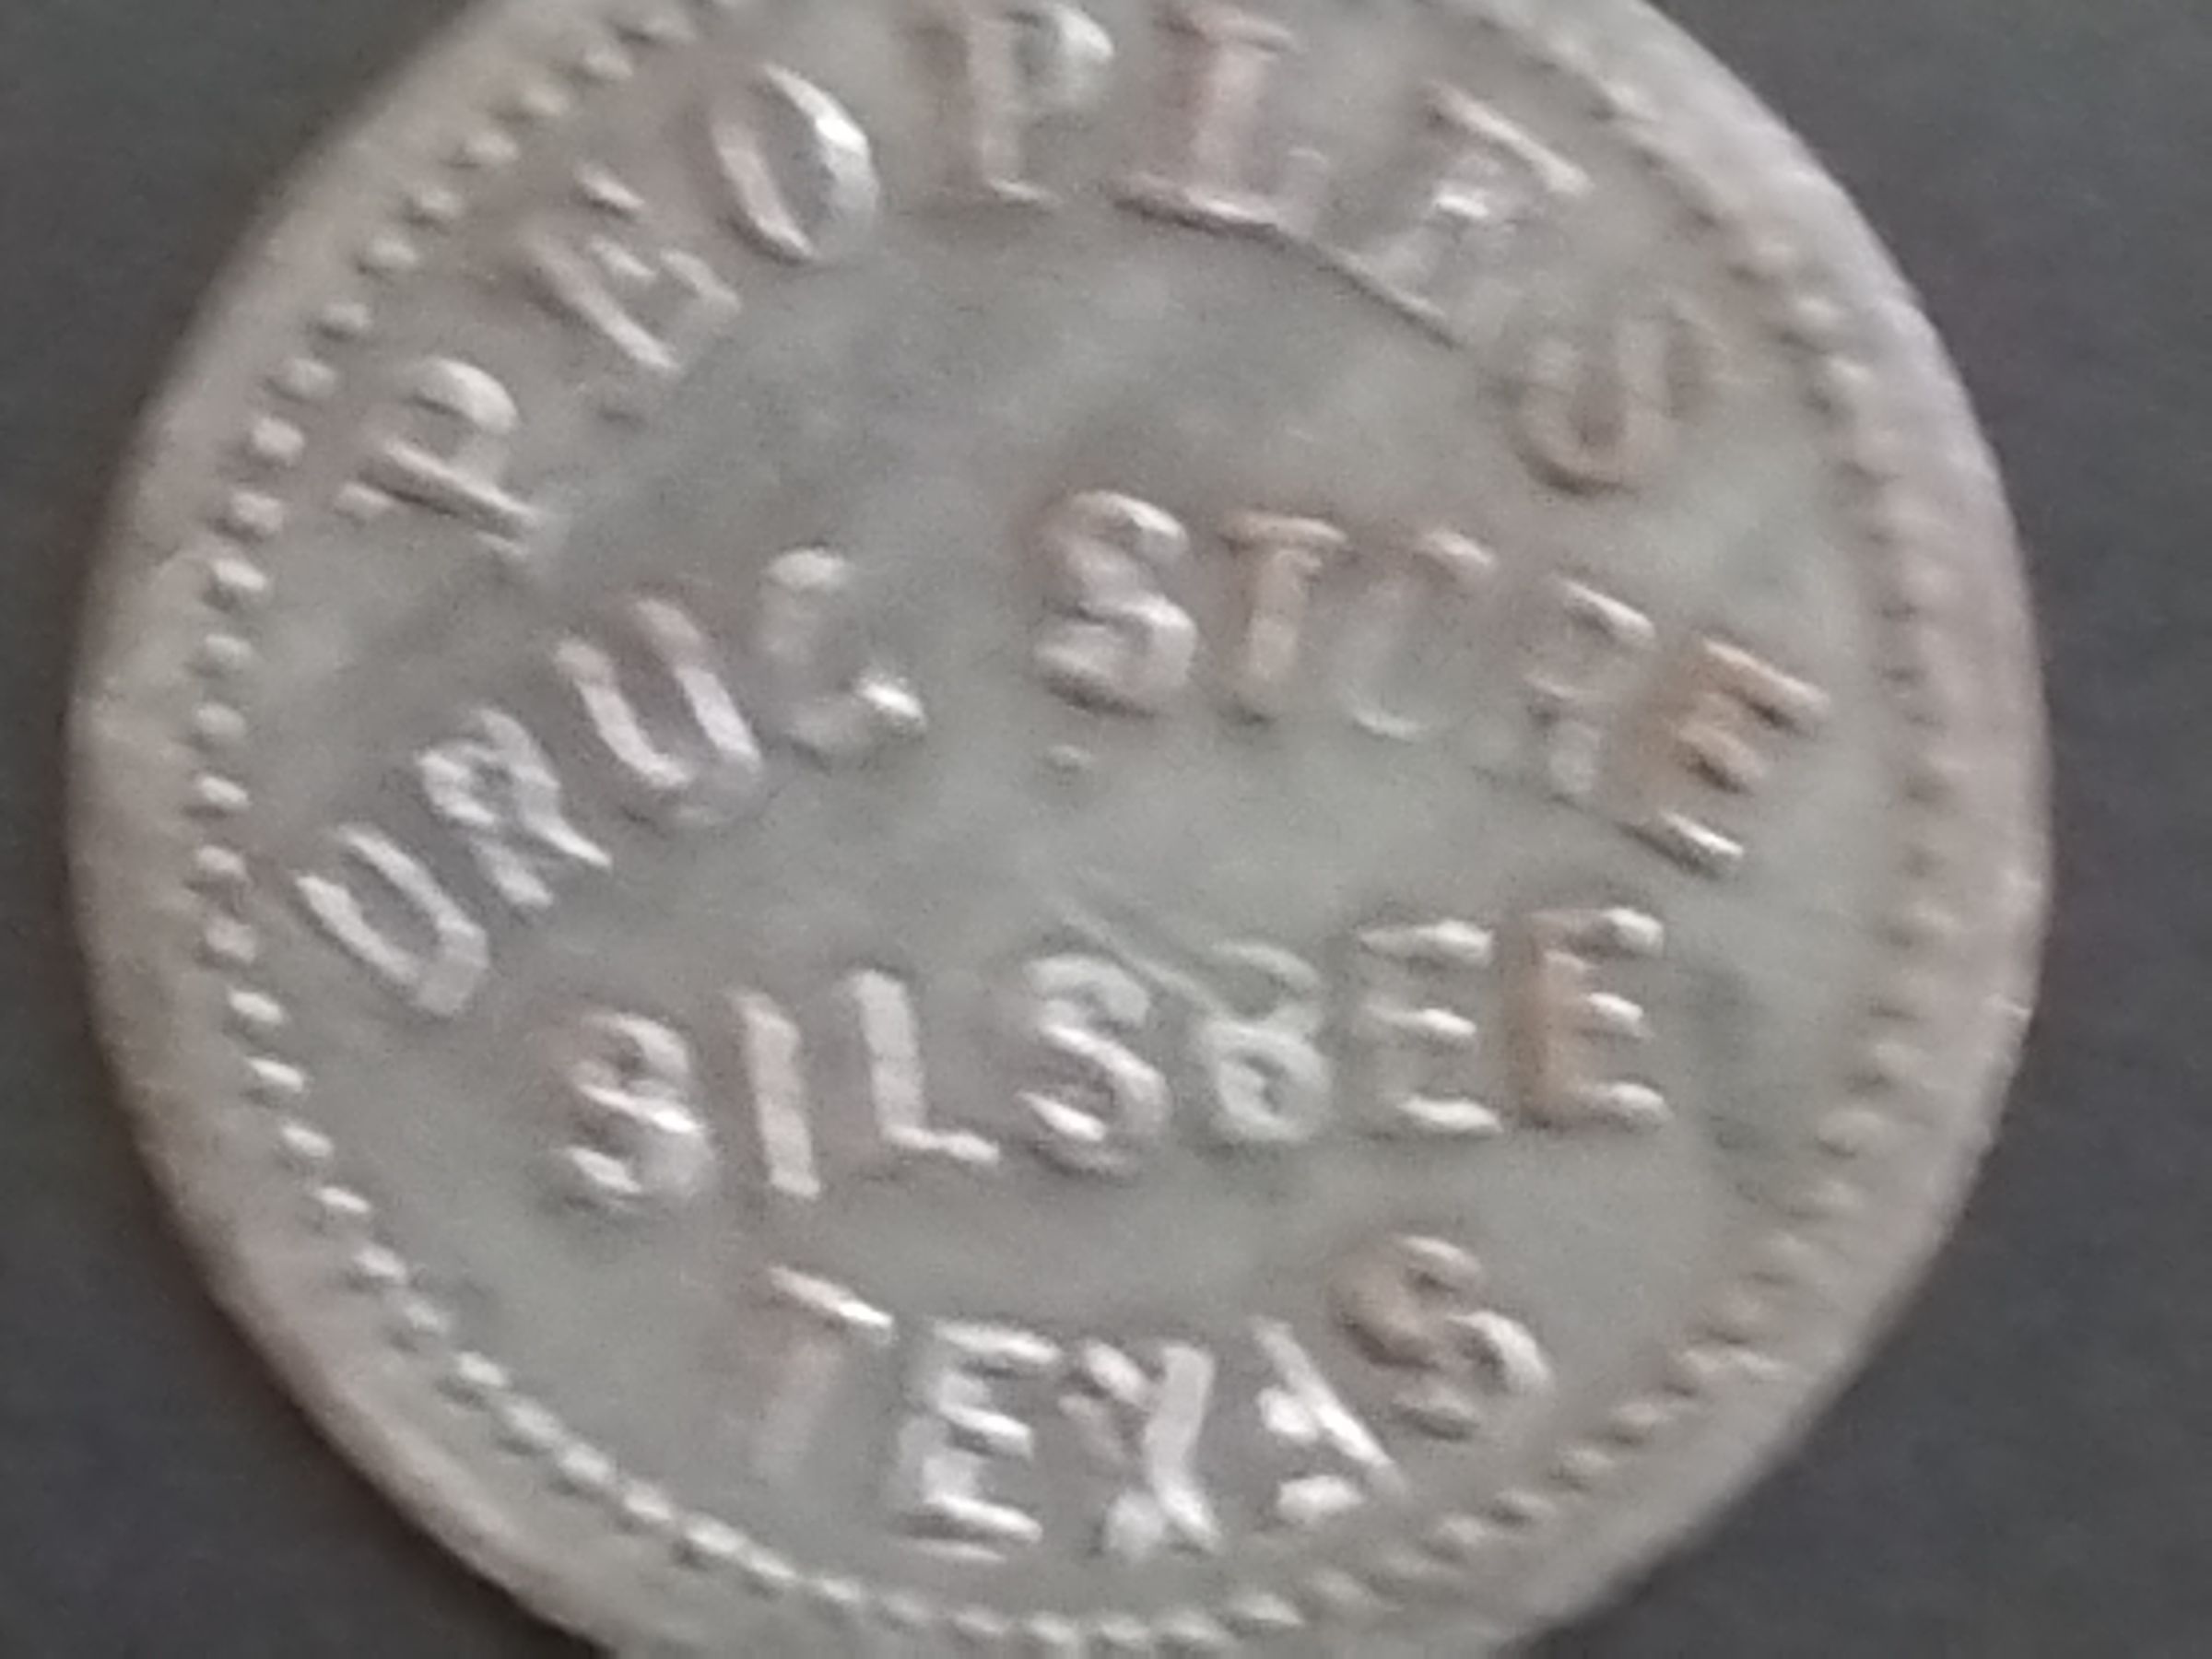 PEOPLES
DRUG STORE
SILSBEE
TEXAS